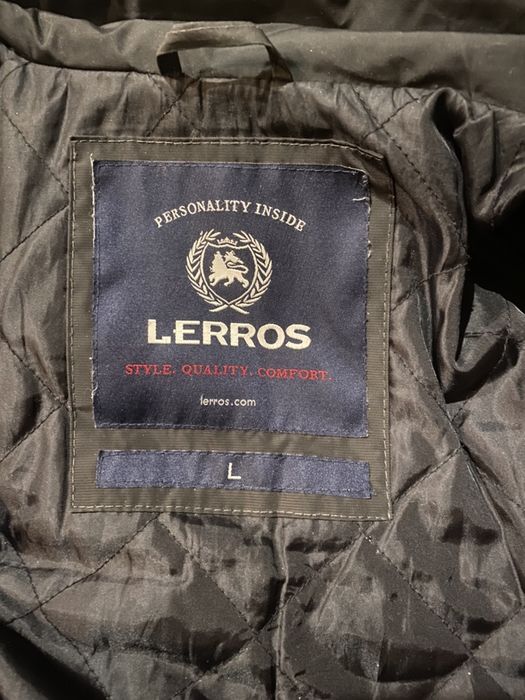 PERSONALITY INSIDE
LERROS
STYLE. QUALITY. COMFORT.
lerros.com
L